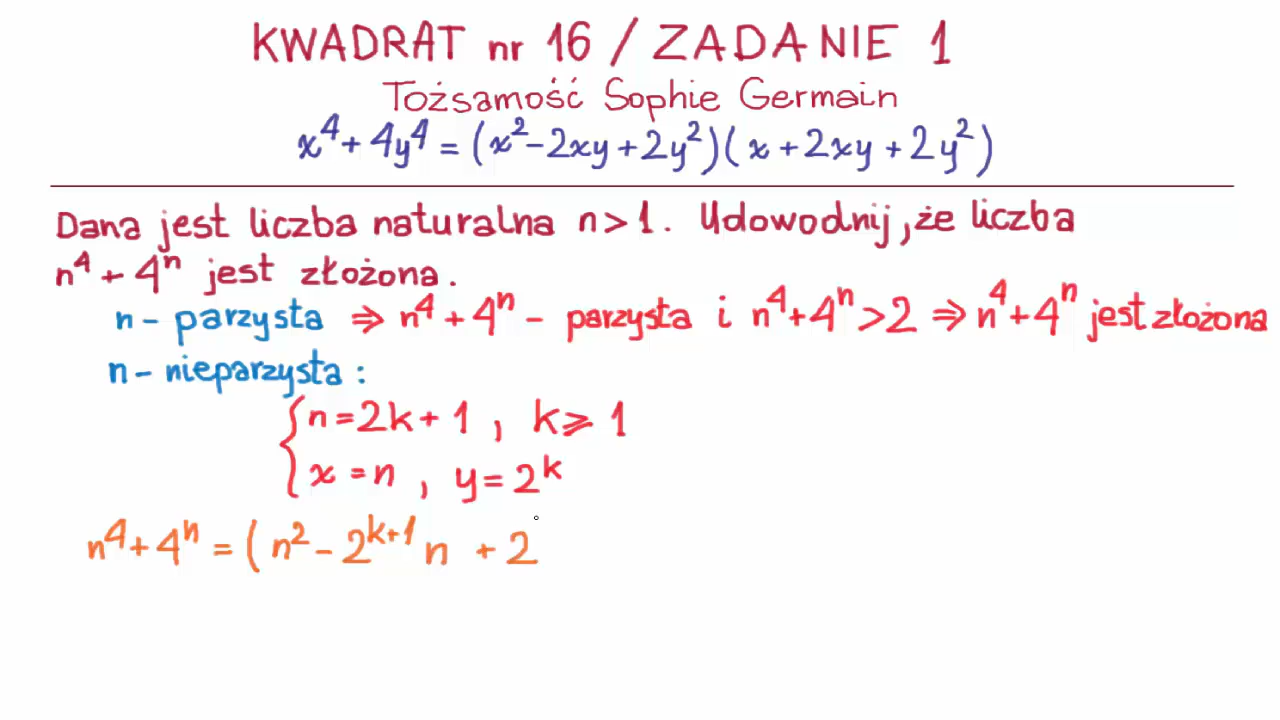 KWADRAT nr 16 / ZADANIE 1
Tożsamość Sophie Germain
x⁴ + 4y⁴ = (x² - 2xy + 2y²)(x + 2xy + 2y²)
Dana jest liczba naturalna n > 1. Udowodnij, że liczba
n⁴ + 4ⁿ jest złożona.
n - parzysta ⇒ n⁴ + 4ⁿ - parzysta i n⁴ + 4ⁿ > 2 ⇒ n⁴ + 4ⁿ jest złożona
n - nieparzysta :
{ n = 2k + 1 , k ⩾ 1
x = n , y = 2ᵏ
n⁴ + 4ⁿ = ( n² - 2ᵏ⁺¹ n + 2